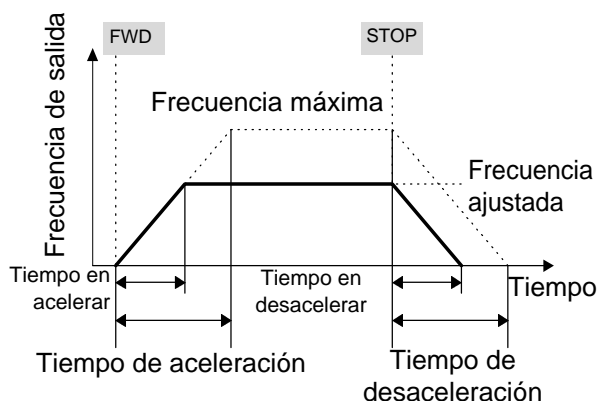 FWD
STOP
Frecuencia de salida
Frecuencia máxima
Frecuencia
ajustada
Tiempo en
acelerar
Tiempo en
desacelerar
Tiempo
Tiempo de aceleración
Tiempo de
desaceleración